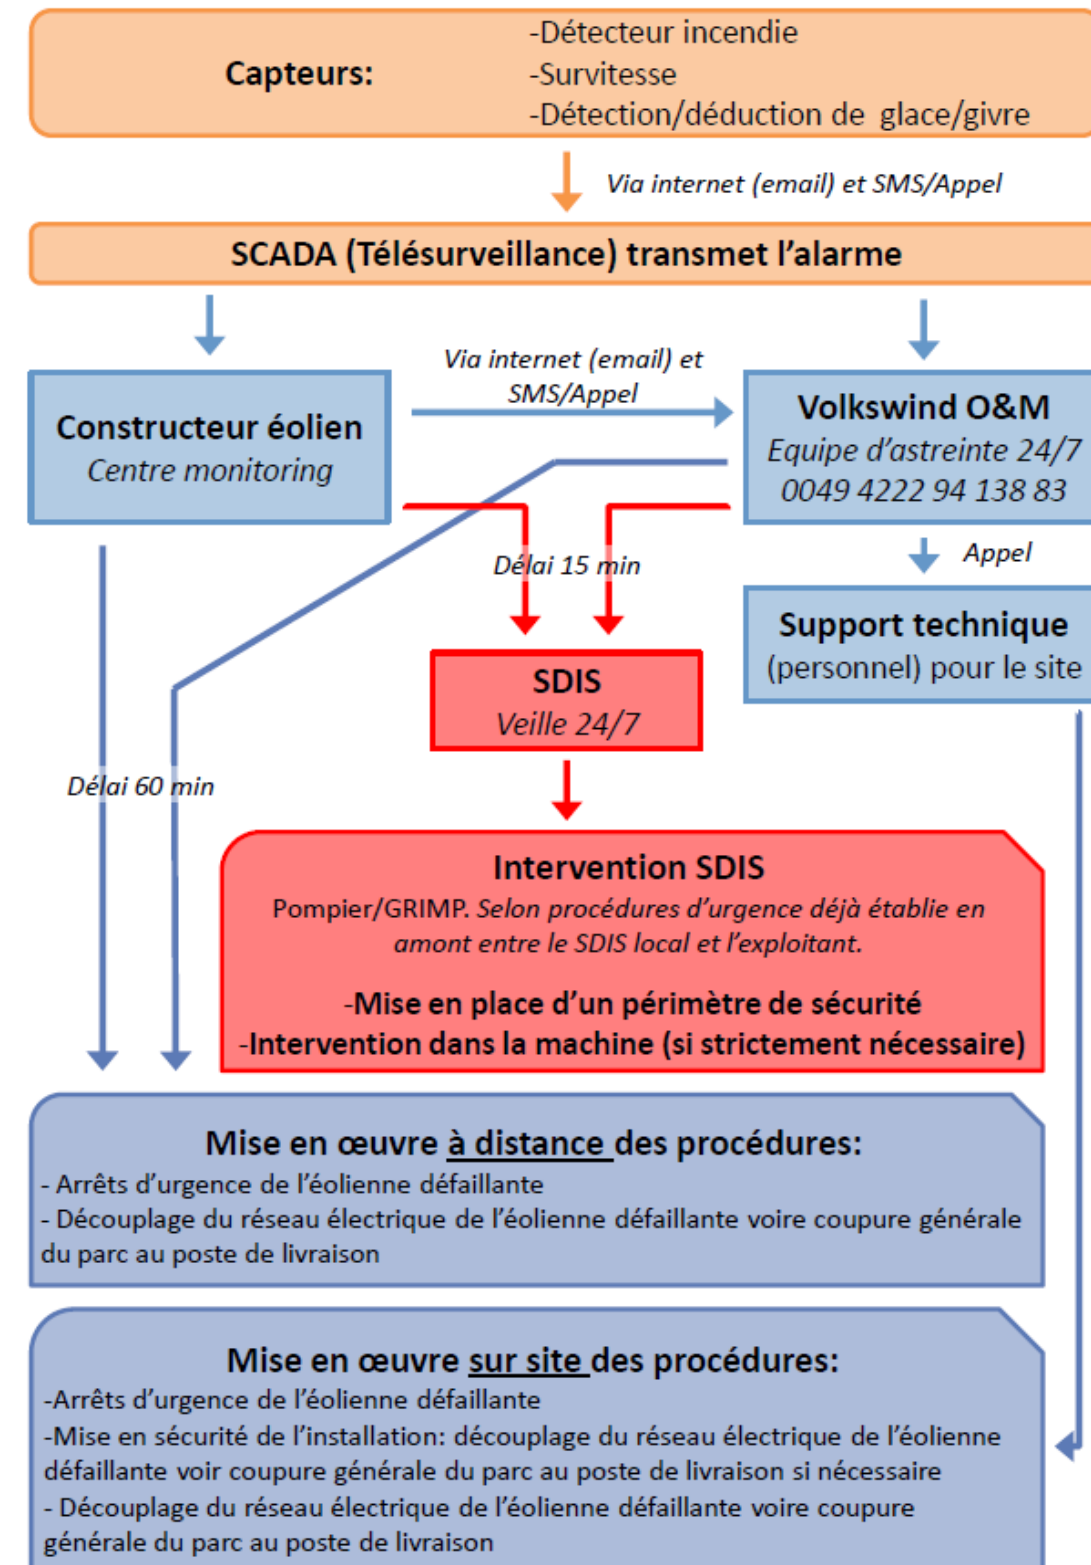 Capteurs:
-Détecteur incendie
-Survitesse
-Détection/déduction de glace/givre
Via internet (email) et SMS/Appel
SCADA (Télésurveillance) transmet l’alarme
Via internet (email) et
SMS/Appel
Constructeur éolien
Centre monitoring
Volkswind O&M
Equipe d’astreinte 24/7
0049 4222 94 138 83
Appel
Délai 15 min
Support technique
(personnel) pour le site
SDIS
Veille 24/7
Délai 60 min
Intervention SDIS
Pompier/GRIMP. Selon procédures d’urgence déjà établie en
amont entre le SDIS local et l’exploitant.
-Mise en place d’un périmètre de sécurité
-Intervention dans la machine (si strictement nécessaire)
Mise en œuvre à distance des procédures:
- Arrêts d’urgence de l’éolienne défaillante
- Découplage du réseau électrique de l’éolienne défaillante voire coupure générale
du parc au poste de livraison
Mise en œuvre sur site des procédures:
-Arrêts d’urgence de l’éolienne défaillante
-Mise en sécurité de l’installation: découplage du réseau électrique de l’éolienne
défaillante voir coupure générale du parc au poste de livraison si nécessaire
- Découplage du réseau électrique de l’éolienne défaillante voire coupure
générale du parc au poste de livraison